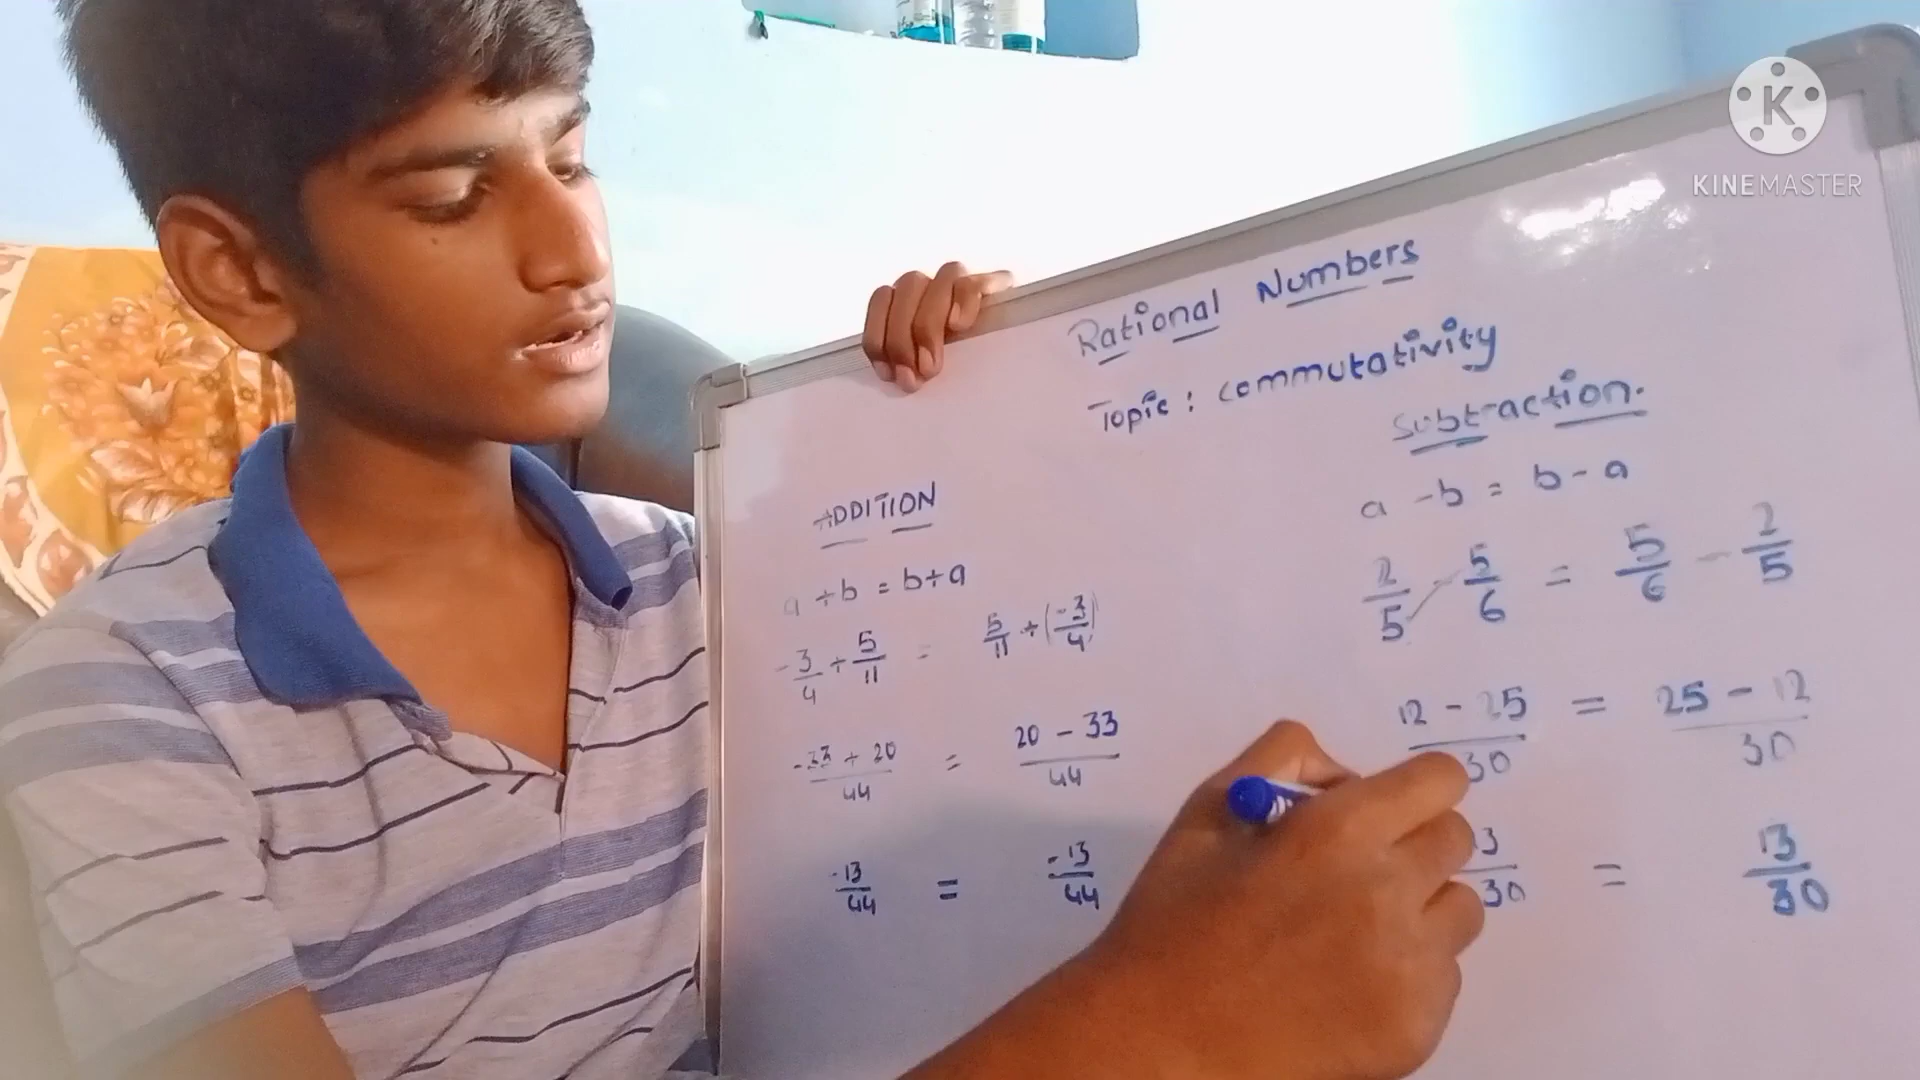 KINEMASTER
Rational Numbers
Topic: commutativity
ADDITION
a + b = b + a
-3/4 + 5/11 = 5/11 + (-3/4)
-33 + 20/44 = 20 - 33/44
-13/44 = -13/44
Subtraction.
a - b = b - a
2/5 - 5/6 = 5/6 - 2/5
12 - 25/30 = 25 - 12/30
3/30 = 13/30